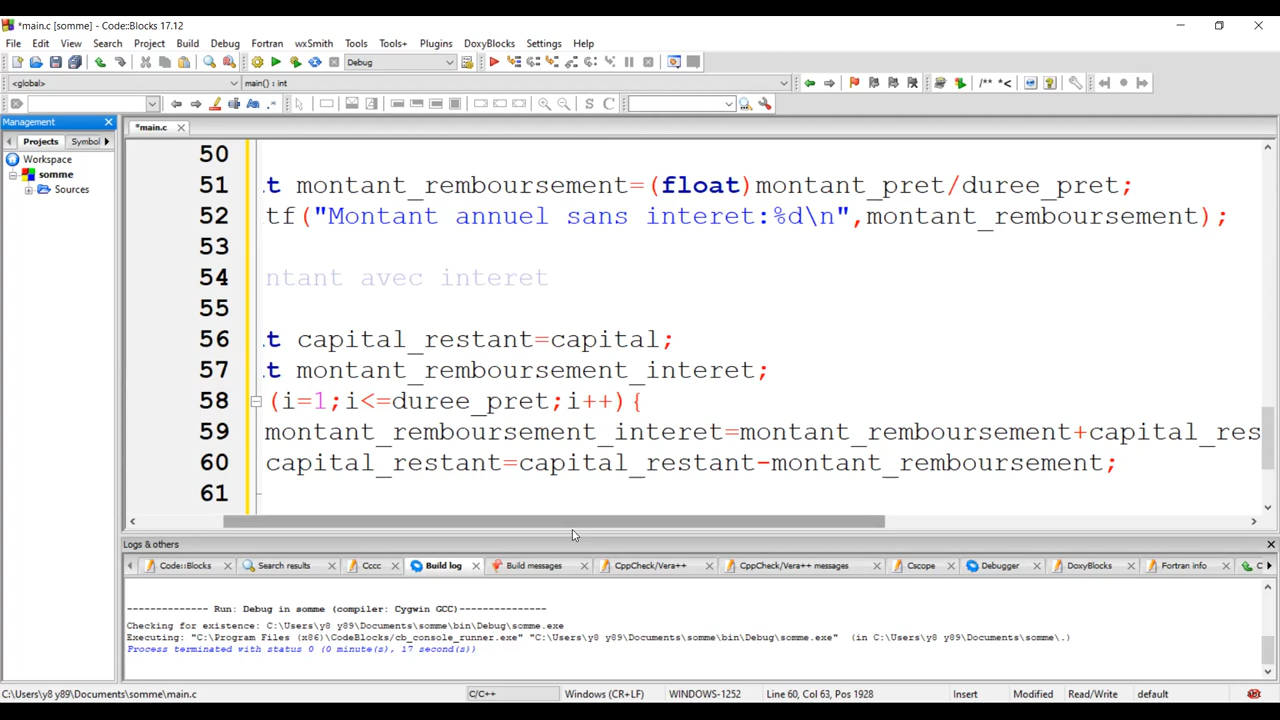 *main.c [somme] - Code::Blocks 17.12
File Edit View Search Project Build Debug Fortran wxSmith Tools Tools+ Plugins DoxyBlocks Settings Help
Debug
<global> main() : int
/** *<
S C
Management
*main.c
Projects Symbol
Workspace
somme
Sources
50
51 t montant_remboursement=(float)montant_pret/duree_pret;
52 tf("Montant annuel sans interet:%d\n",montant_remboursement);
53
54 ntant avec interet
55
56 t capital_restant=capital;
57 t montant_remboursement_interet;
58 (i=1;i<=duree_pret;i++){
59 montant_remboursement_interet=montant_remboursement+capital_res
60 capital_restant=capital_restant-montant_remboursement;
61
Logs & others
Code::Blocks Search results Cccc Build log Build messages CppCheck/Vera++ CppCheck/Vera++ messages Cscope Debugger DoxyBlocks Fortran info C
-------------- Run: Debug in somme (compiler: Cygwin GCC)---------------
Checking for existence: C:\Users\y8 y89\Documents\somme\bin\Debug\somme.exe
Executing: "C:\Program Files (x86)\CodeBlocks/cb_console_runner.exe" "C:\Users\y8 y89\Documents\somme\bin\Debug\somme.exe" (in C:\Users\y8 y89\Documents\somme\.)
Process terminated with status 0 (0 minute(s), 17 second(s))
C:\Users\y8 y89\Documents\somme\main.c C/C++ Windows (CR+LF) WINDOWS-1252 Line 60, Col 63, Pos 1928 Insert Modified Read/Write default